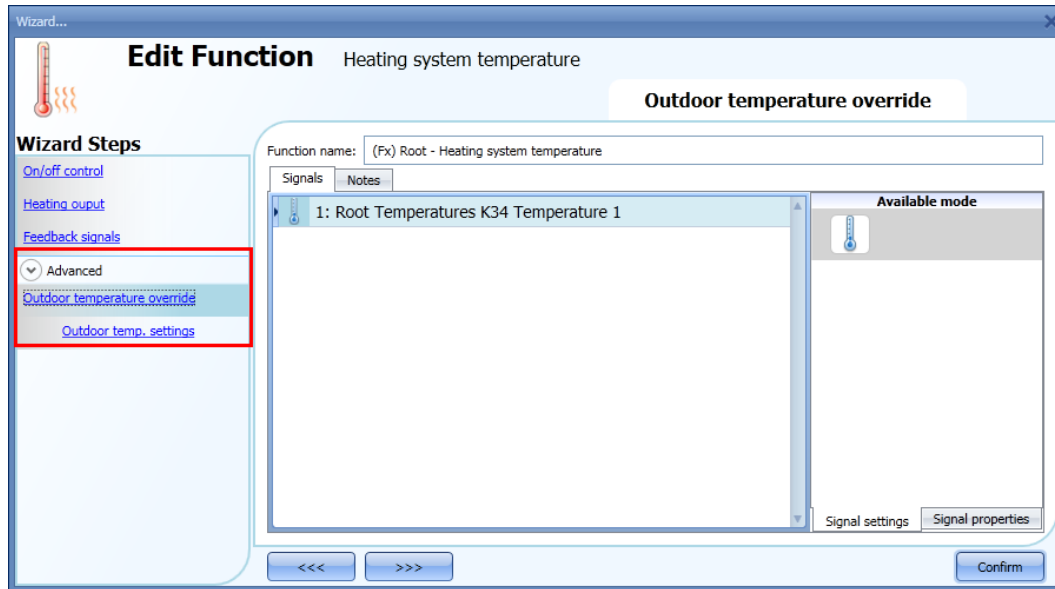 Wizard...
Edit Function Heating system temperature
Outdoor temperature override
Wizard Steps
On/off control
Heating ouput
Feedback signals
Advanced
Outdoor temperature override
Outdoor temp. settings
Function name: (Fx) Root - Heating system temperature
Signals Notes
1: Root Temperatures K34 Temperature 1
Available mode
Signal settings Signal properties
<<< >>> Confirm